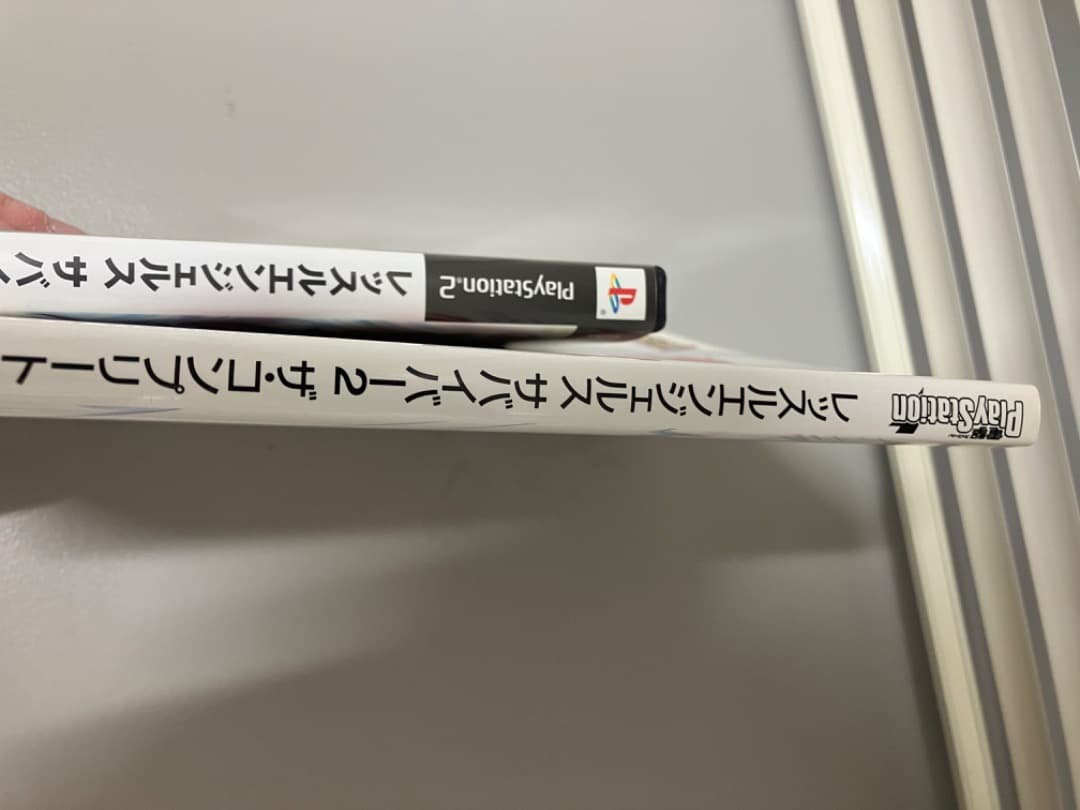 PlayStation®2 レッスルエンジェルス サバイ
電撃PlayStation レッスルエンジェルス サバイバー2 ザ・コンプリート